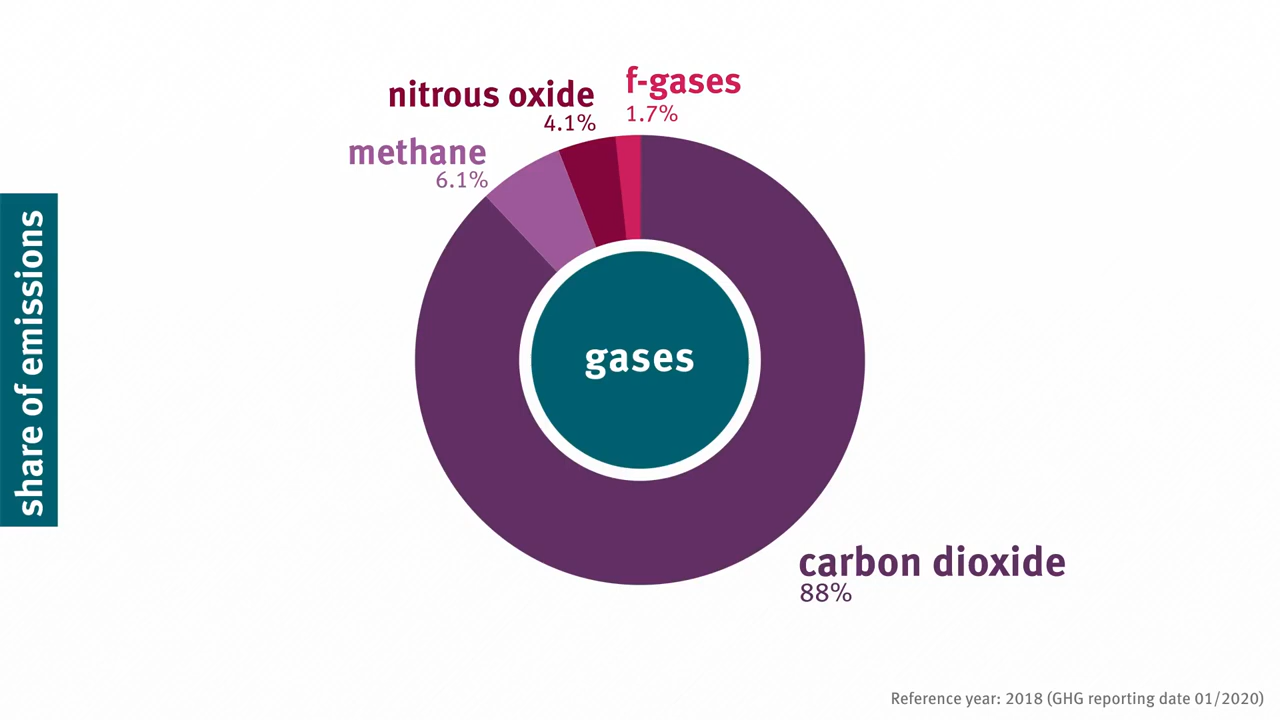 share of emissions
f-gases
1.7%
nitrous oxide
4.1%
methane
6.1%
gases
carbon dioxide
88%
Reference year: 2018 (GHG reporting date 01/2020)